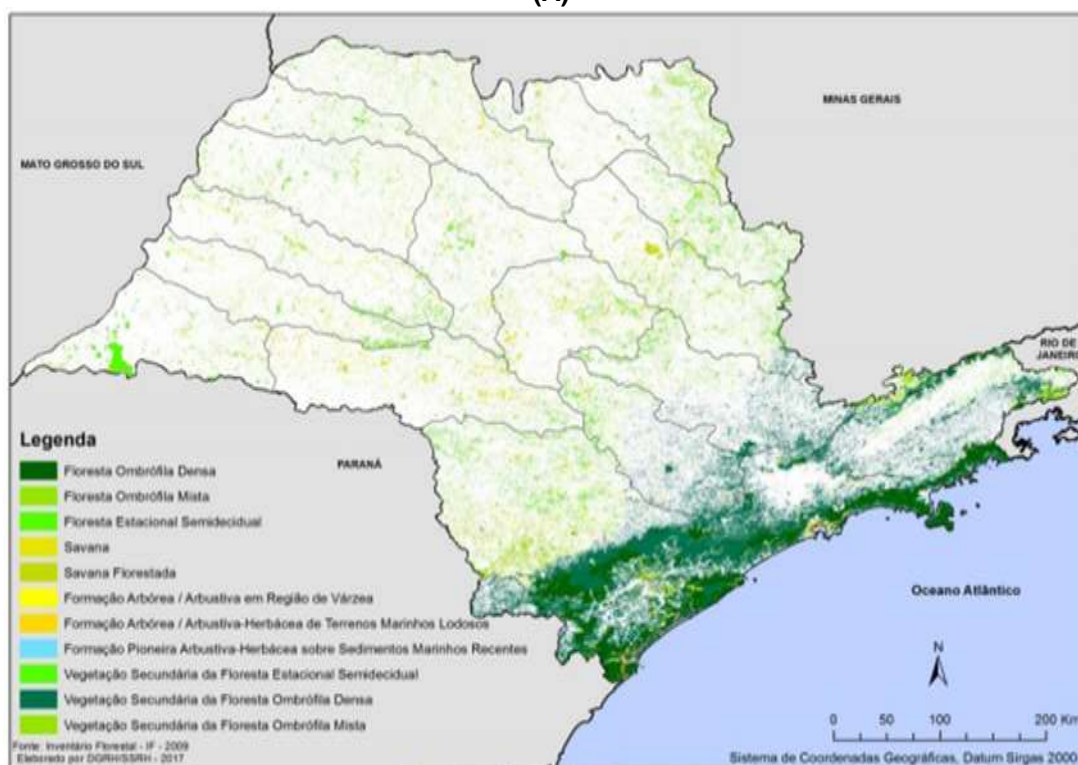 (A)
MINAS GERAIS
MATO GROSSO DO SUL
RIO DE
JANEIRO
Legenda
PARANÁ
Floresta Ombrófila Densa
Floresta Ombrófila Mista
Floresta Estacional Semidecidual
Savana
Savana Florestada
Formação Arbórea / Arbustiva em Região de Várzea
Formação Arbórea / Arbustiva-Herbácea de Terrenos Marinhos Lodosos
Formação Pioneira Arbustiva-Herbácea sobre Sedimentos Marinhos Recentes
Vegetação Secundária da Floresta Estacional Semidecidual
Vegetação Secundária da Floresta Ombrófila Densa
Vegetação Secundária da Floresta Ombrófila Mista
Oceano Atlântico
N
0 50 100 200 Km
Fonte: Inventário Florestal - IF - 2009
Elaborado por DGRH/SSRH - 2017
Sistema de Coordenadas Geográficas, Datum Sirgas 2000